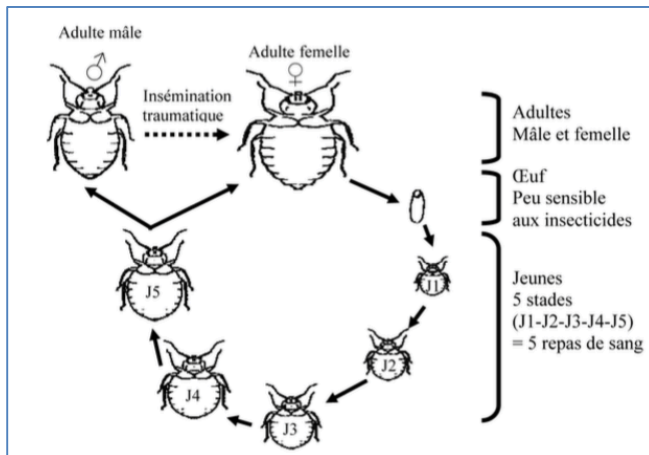 Adulte mâle
♂
Adulte femelle
♀
Insémination
traumatique
Adultes
Mâle et femelle
Œuf
Peu sensible
aux insecticides
J1
J2
J3
J4
J5
Jeunes
5 stades
(J1-J2-J3-J4-J5)
= 5 repas de sang